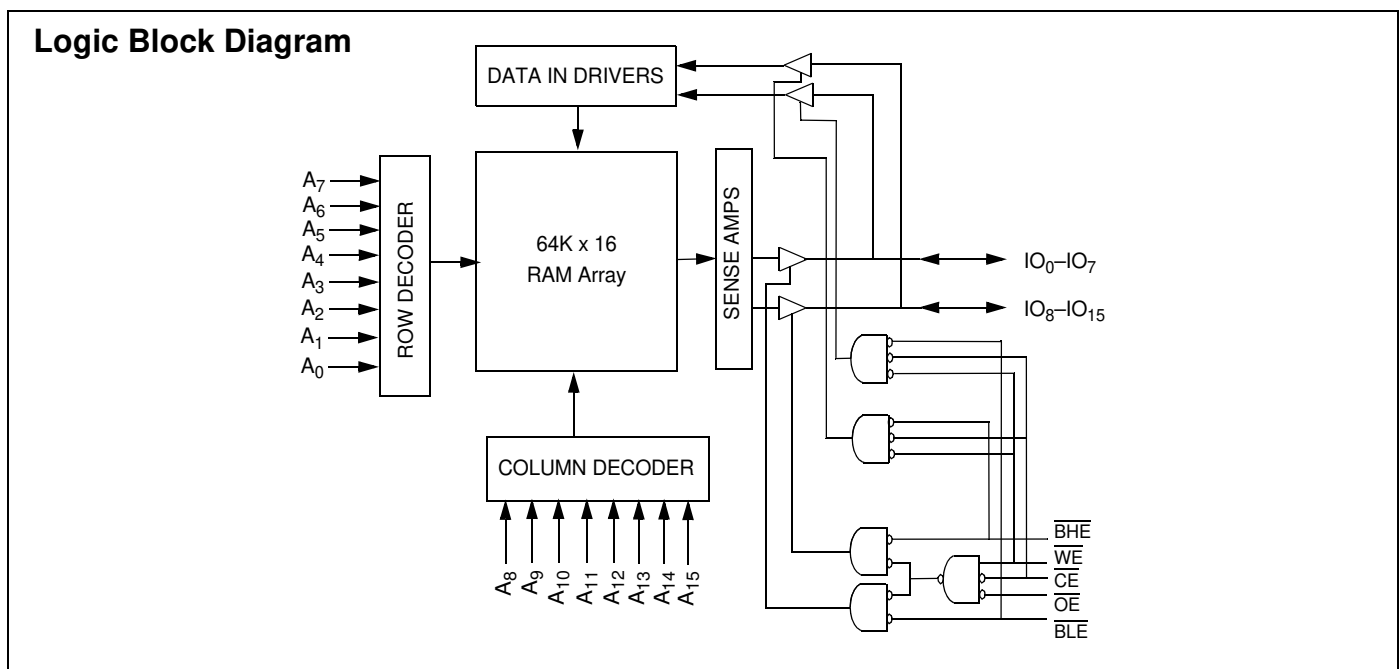 Logic Block Diagram
DATA IN DRIVERS
A7
A6
A5
A4
A3
A2
A1
A0
ROW DECODER
64K x 16
RAM Array
SENSE AMPS
IO0–IO7
IO8–IO15
COLUMN DECODER
A8
A9
A10
A11
A12
A13
A14
A15
BHE
WE
CE
OE
BLE